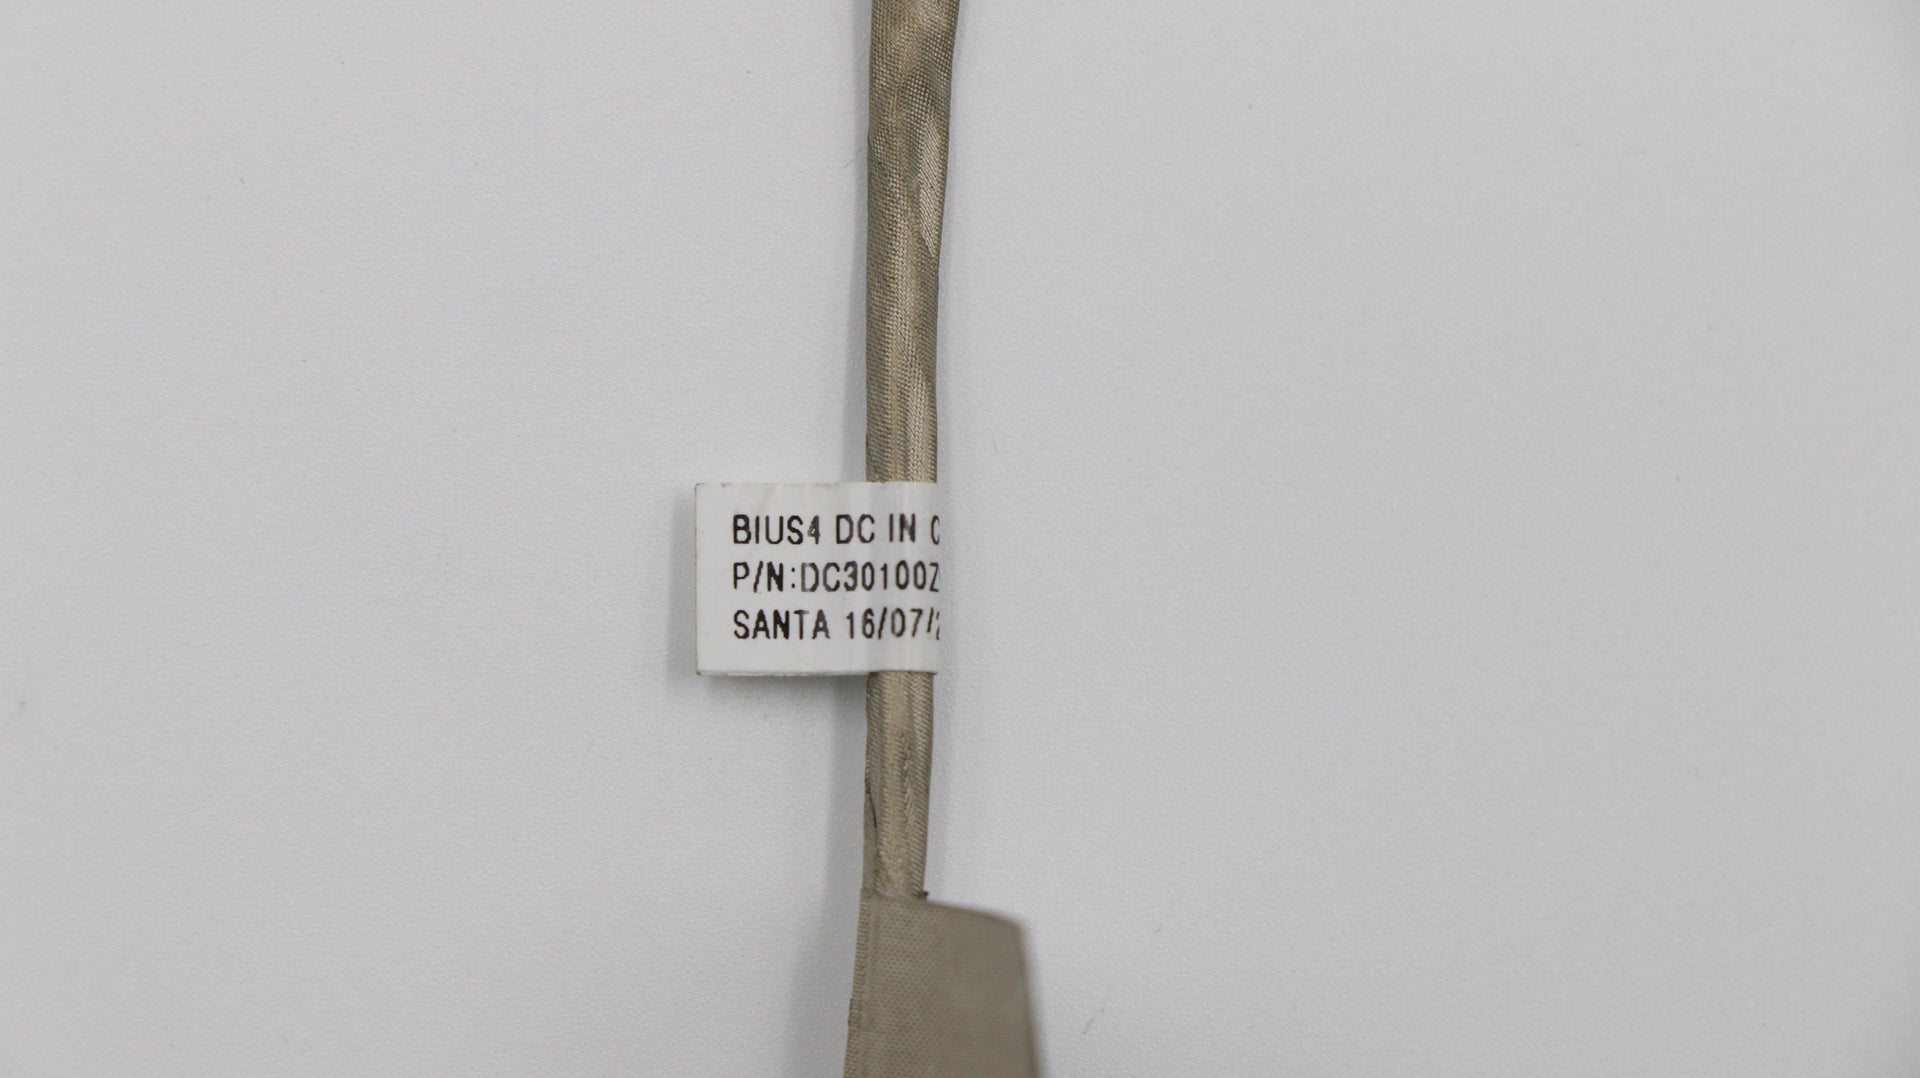 BIUS4 DC IN C
P/N:DC30100Z
SANTA 16/07/